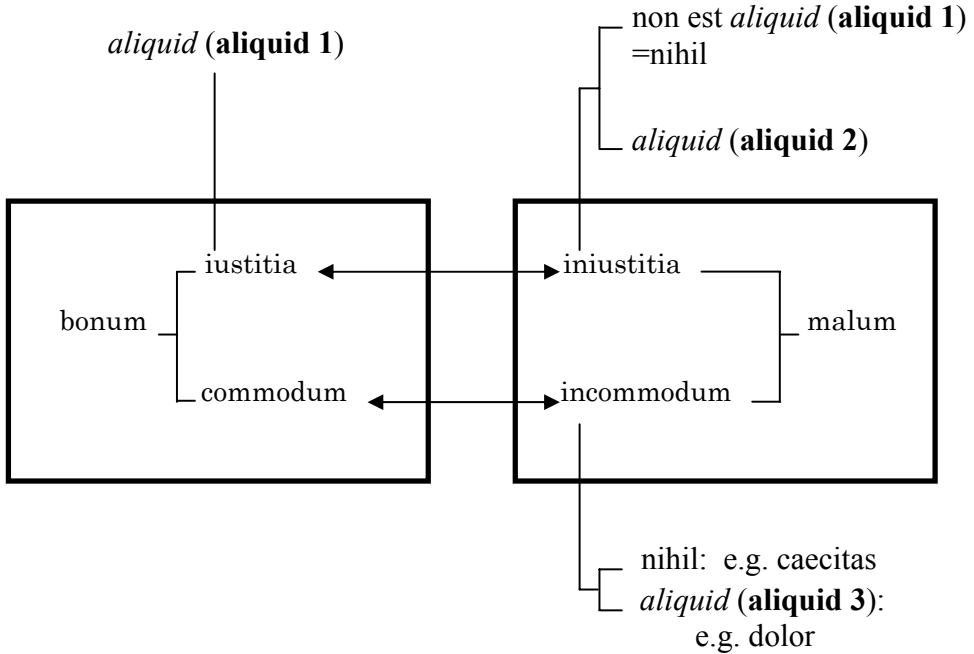 aliquid (aliquid 1)
non est aliquid (aliquid 1)
=nihil
aliquid (aliquid 2)
iustitia
iniustitia
bonum
malum
commodum
incommodum
nihil: e.g. caecitas
aliquid (aliquid 3):
e.g. dolor